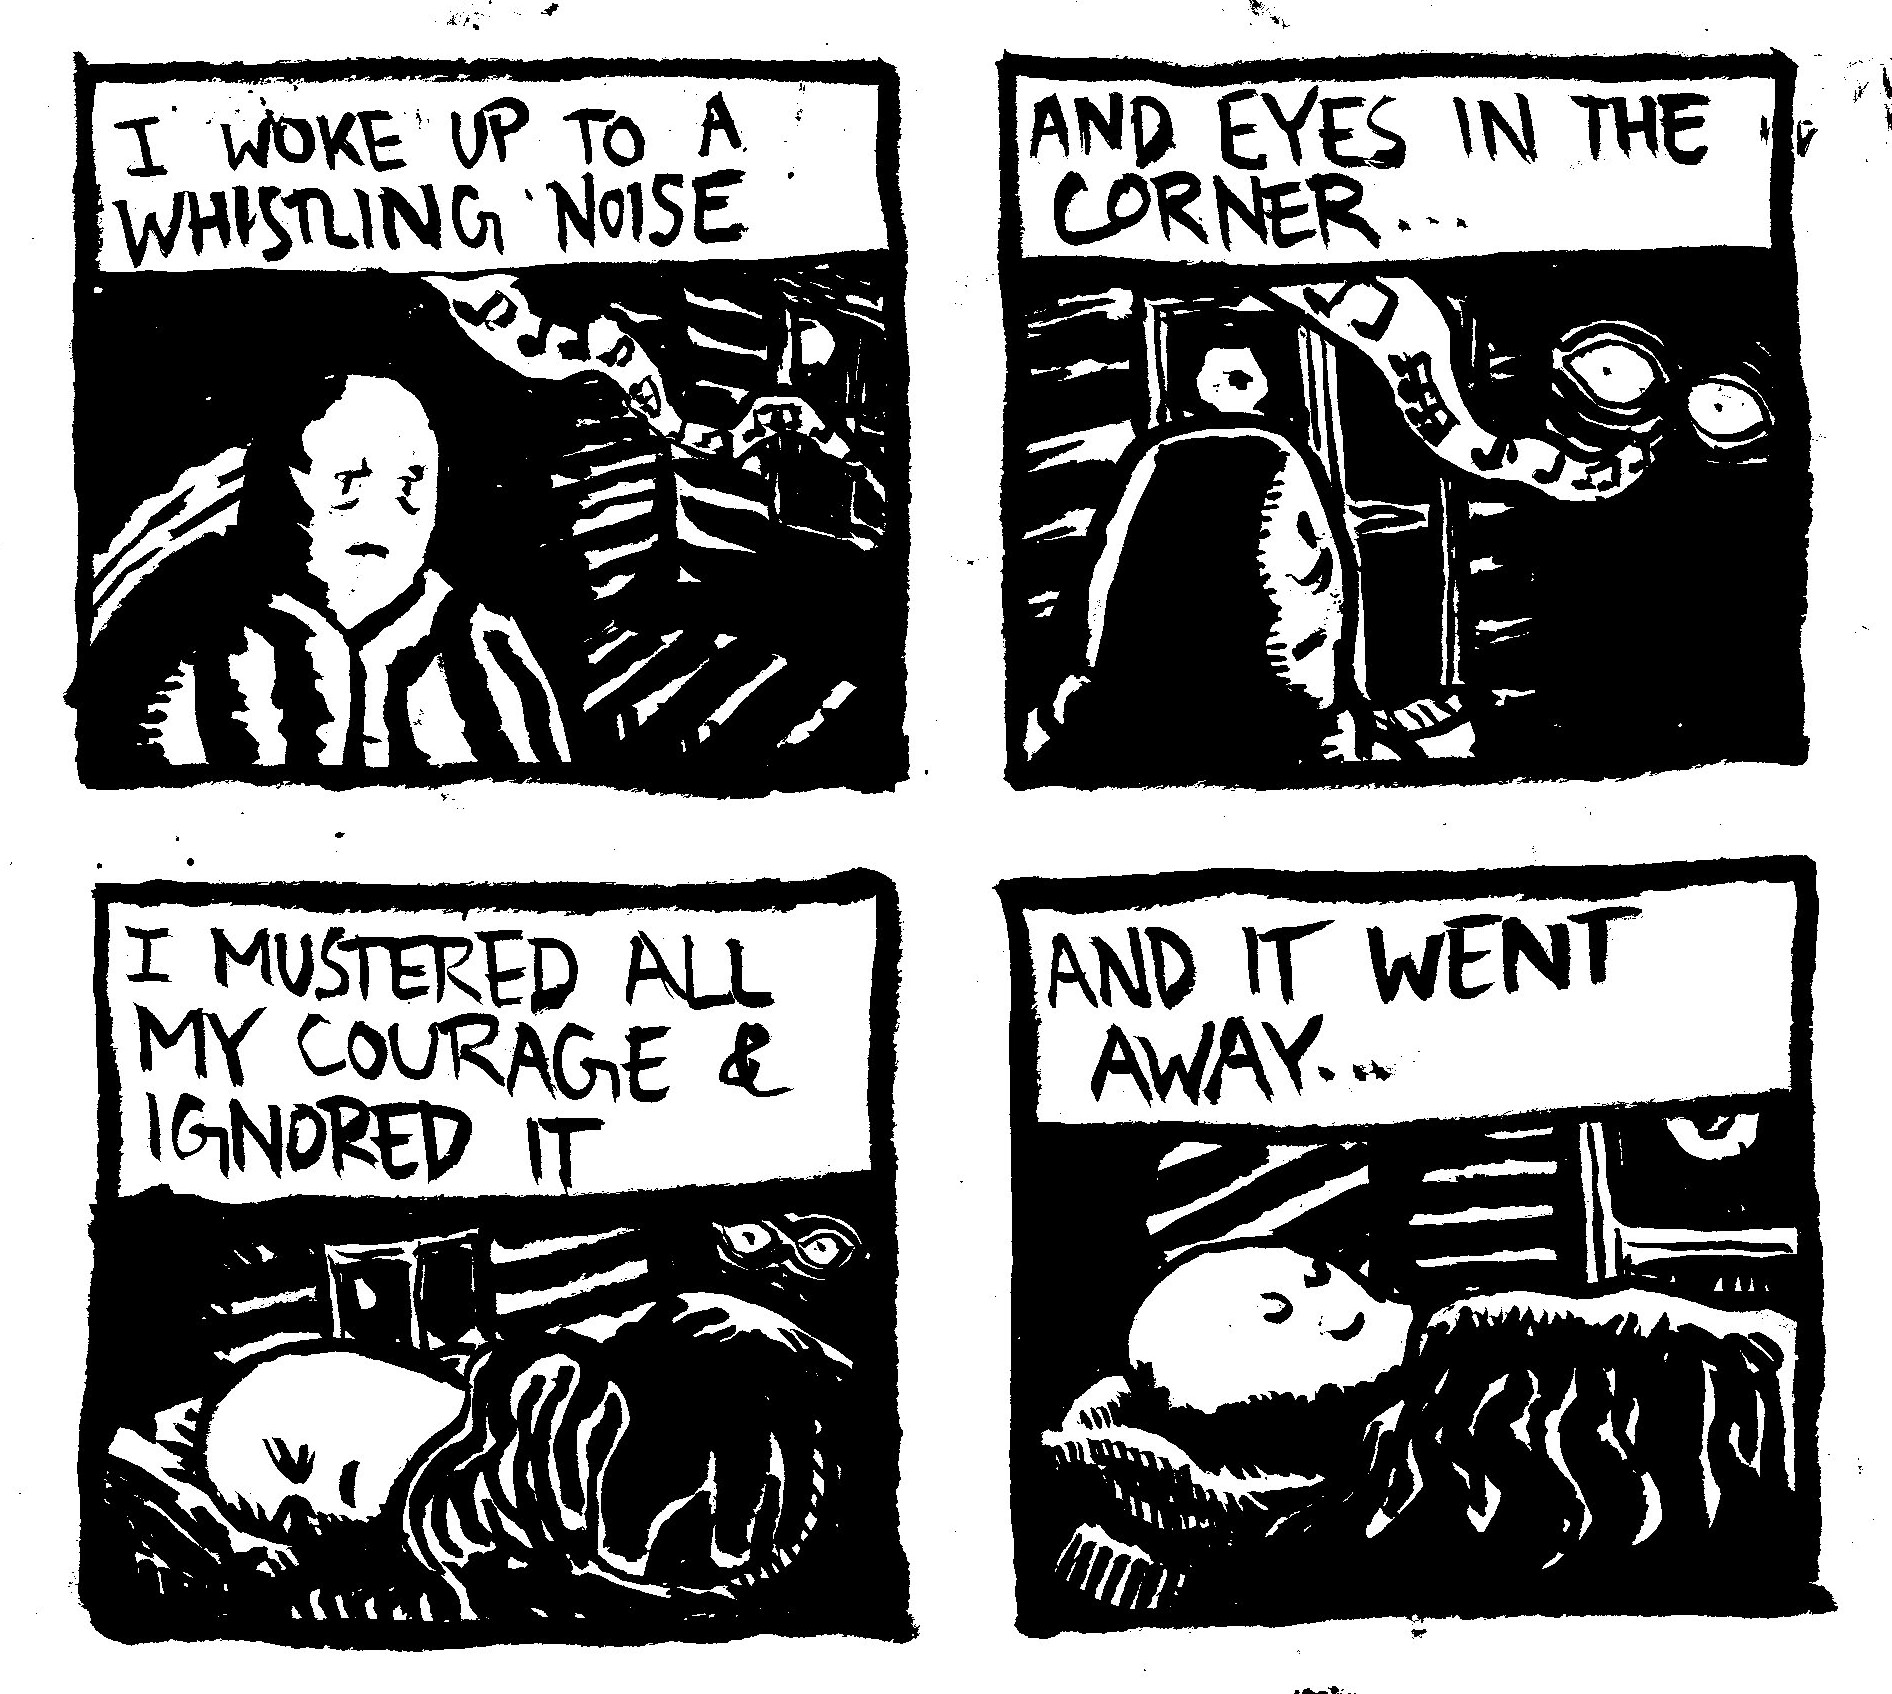 I WOKE UP TO A
WHISTLING NOISE
AND EYES IN THE
CORNER...
I MUSTERED ALL
MY COURAGE &
IGNORED IT
AND IT WENT
AWAY...